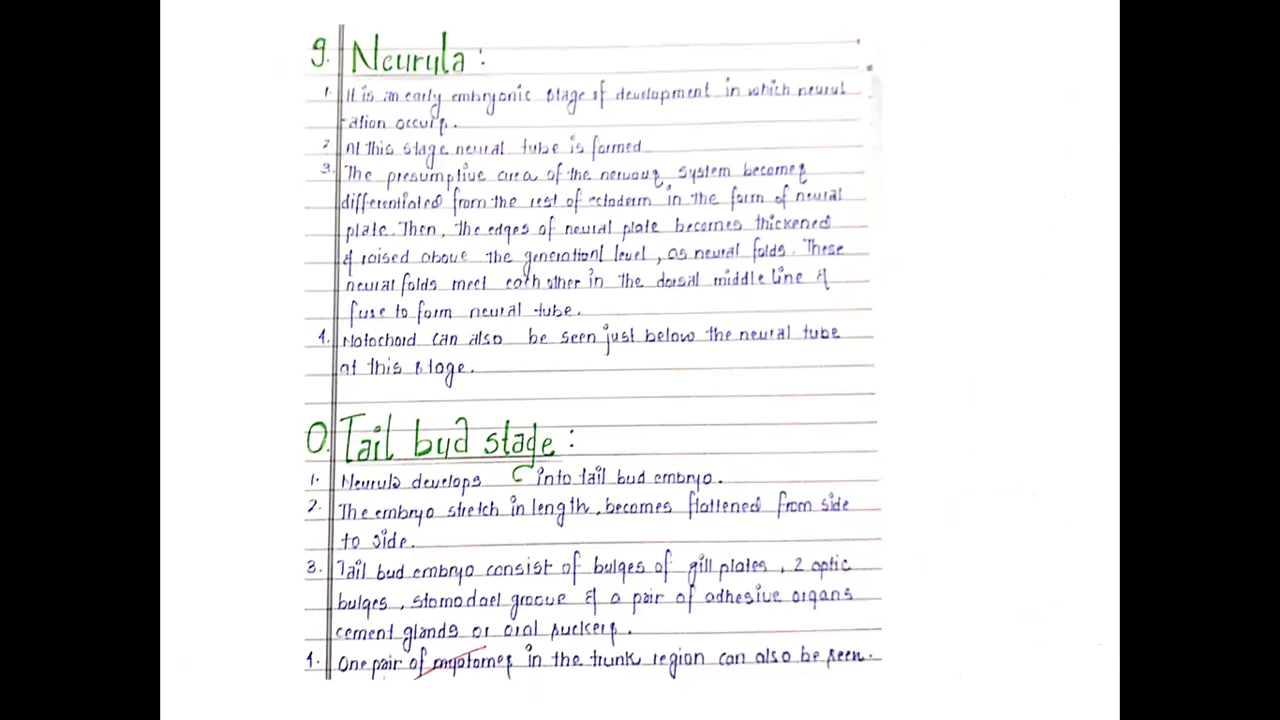 9. Neurula :
1. It is an early embryonic stage of development in which neurul
-ation occurs.
2. At this stage neural tube is formed
3. The presumptive area of the nervous system becomes
differentiated from the rest of ectoderm in the form of neural
plate. Then, the edges of neural plate becomes thickened
& raised above the generationl level, as neural folds. These
neural folds meet each other in the dorsal middle line &
fuse to form neural tube.
4. Notochord can also be seen just below the neural tube
at this stage.
O. Tail bud stage :
1. Neurula develops into tail bud embryo.
2. The embryo stretch in length, becomes flattened from side
to side.
3. Tail bud embryo consist of bulges of gill plates, 2 optic
bulges, stomodael groove & a pair of adhesive organs
cement glands or oral suckers.
4. One pair of myotomes in the trunk region can also be seen.